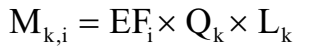 M_{k,i} = EF_i × Q_k × L_k